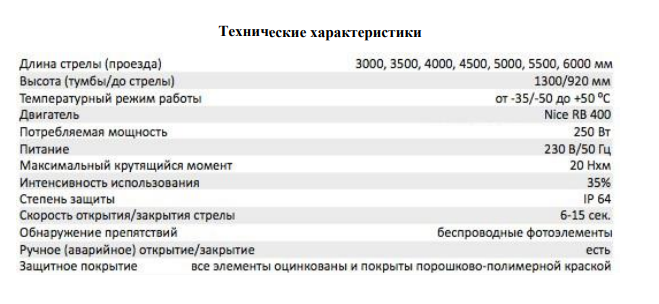 Технические характеристики
Длина стрелы (проезда) 3000, 3500, 4000, 4500, 5000, 5500, 6000 мм
Высота (тумбы/до стрелы) 1300/920 мм
Температурный режим работы от -35/-50 до +50 ⁰С
Двигатель Nice RB 400
Потребляемая мощность 250 Вт
Питание 230 В/50 Гц
Максимальный крутящийся момент 20 Нхм
Интенсивность использования 35%
Степень защиты IP 64
Скорость открытия/закрытия стрелы 6-15 сек.
Обнаружение препятствий беспроводные фотоэлементы
Ручное (аварийное) открытие/закрытие есть
Защитное покрытие все элементы оцинкованы и покрыты порошково-полимерной краской